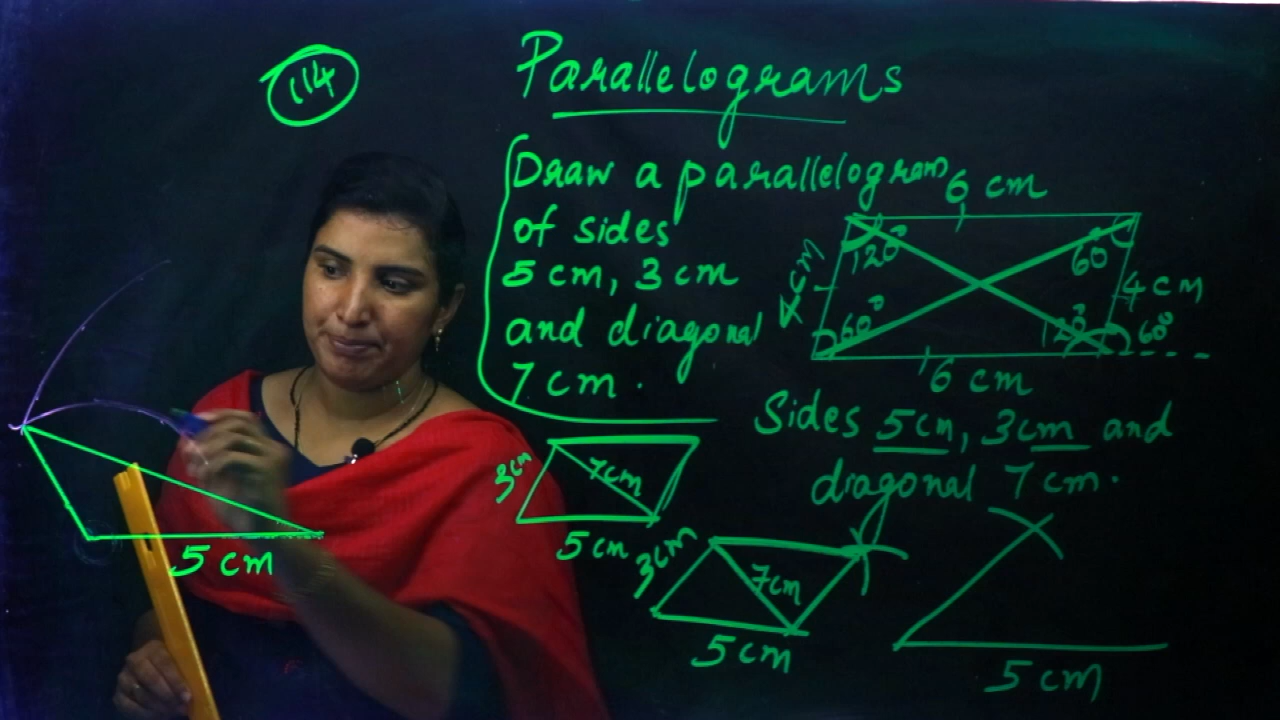 114
Parallelograms
Draw a parallelogram
of sides
5 cm, 3 cm
and diagonal
7 cm.
6 cm
120°
60
4 cm
4 cm
60°
120°
60°
6 cm
Sides 5cm, 3cm and
diagonal 7 cm.
3 cm
7cm
5 cm
3cm
7cm
5 cm
5 cm
5 cm